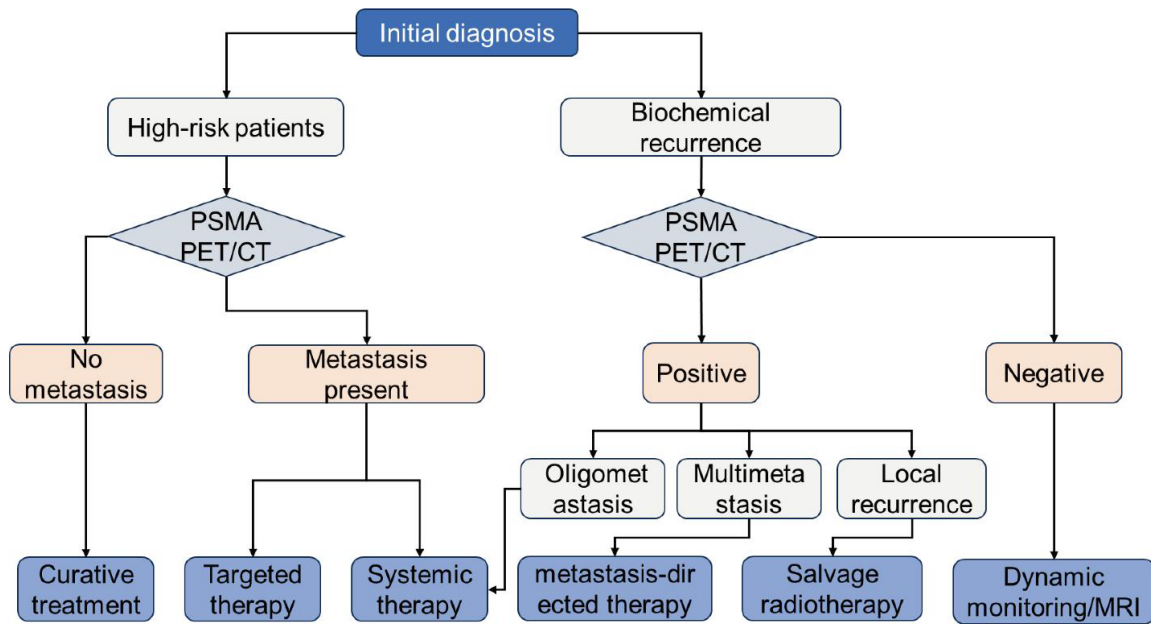 Initial diagnosis
High-risk patients
Biochemical
recurrence
PSMA
PET/CT
PSMA
PET/CT
No
metastasis
Metastasis
present
Positive
Negative
Oligomet
astasis
Multimeta
stasis
Local
recurrence
Curative
treatment
Targeted
therapy
Systemic
therapy
metastasis-dir
ected therapy
Salvage
radiotherapy
Dynamic
monitoring/MRI